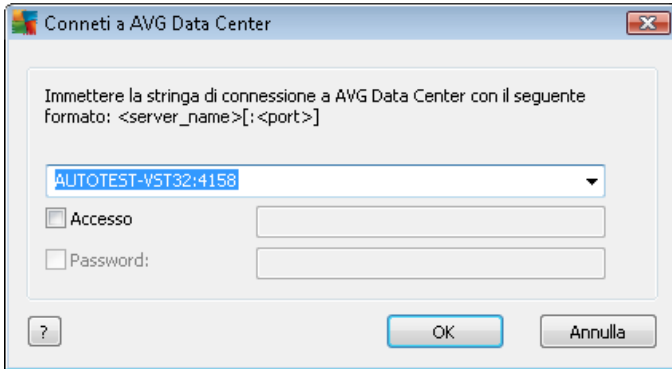 Conneti a AVG Data Center
Immettere la stringa di connessione a AVG Data Center con il seguente
formato: <server_name>[:<port>]
AUTOTEST-VST32:4158
Accesso
Password:
?
OK
Annulla